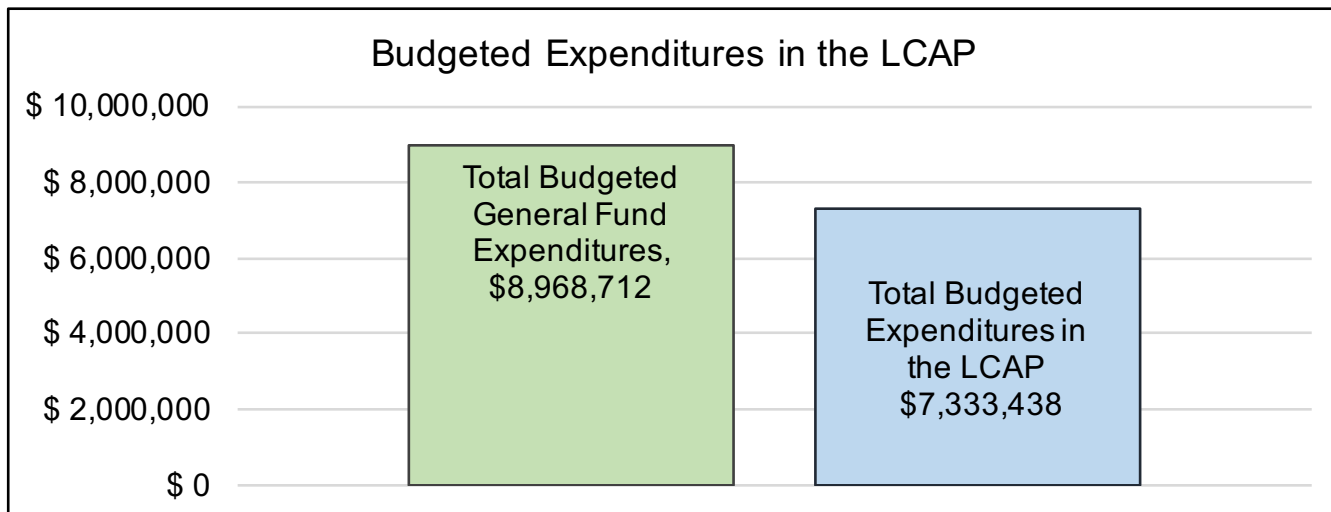 Budgeted Expenditures in the LCAP
$ 10,000,000
$ 8,000,000
$ 6,000,000
$ 4,000,000
$ 2,000,000
$ 0
Total Budgeted
General Fund
Expenditures,
$8,968,712
Total Budgeted
Expenditures in
the LCAP
$7,333,438